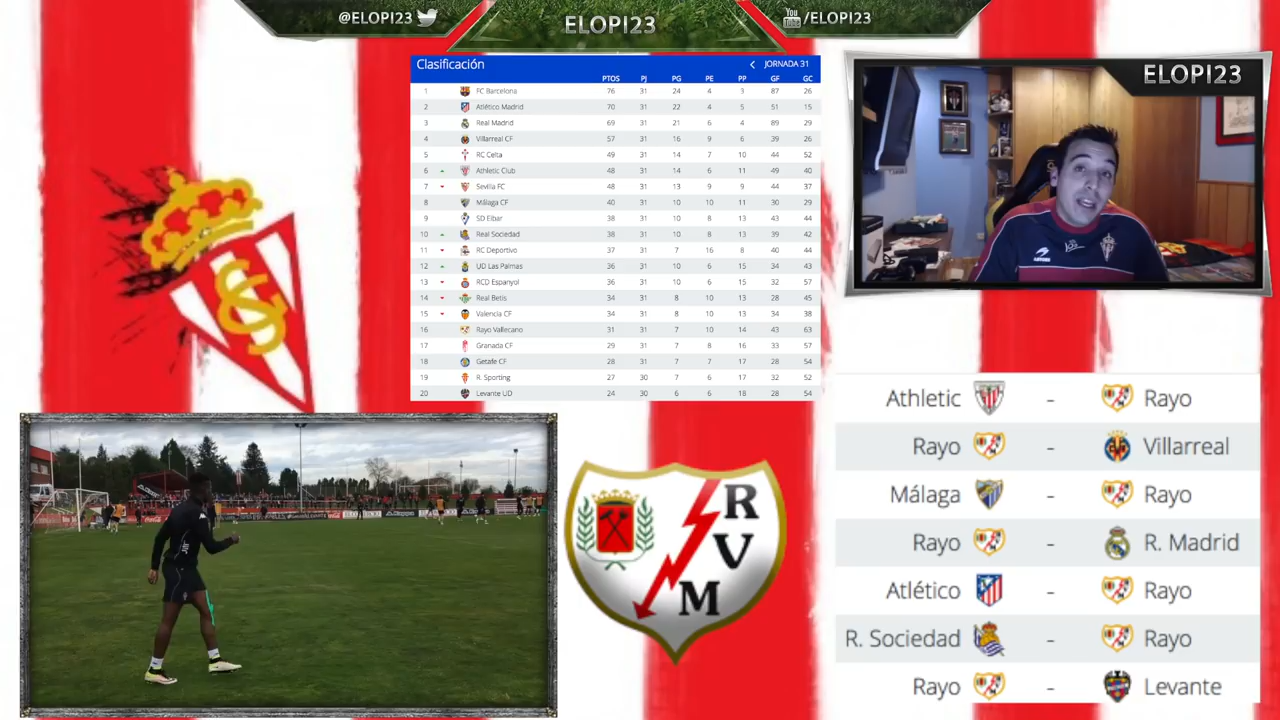 @ELOPI23
ELOPI23
You Tube /ELOPI23
Clasificación JORNADA 31
PTOS PJ PG PE PP GF GC
1 FC Barcelona 76 31 24 4 3 87 26
2 Atlético Madrid 70 31 22 4 5 51 15
3 Real Madrid 69 31 21 6 4 89 29
4 Villarreal CF 57 31 16 9 6 39 26
5 RC Celta 49 31 14 7 10 44 52
6 Athletic Club 48 31 14 6 11 49 40
7 Sevilla FC 48 31 13 9 9 44 37
8 Málaga CF 40 31 10 10 11 30 29
9 SD Eibar 38 31 10 8 13 43 44
10 Real Sociedad 38 31 10 8 13 39 42
11 RC Deportivo 37 31 7 16 8 40 44
12 UD Las Palmas 36 31 10 6 15 34 43
13 RCD Espanyol 36 31 10 6 15 32 57
14 Real Betis 34 31 8 10 13 28 45
15 Valencia CF 34 31 8 10 13 34 38
16 Rayo Vallecano 31 31 7 10 14 43 63
17 Granada CF 29 31 7 8 16 33 57
18 Getafe CF 28 31 7 7 17 28 54
19 R. Sporting 27 30 7 6 17 32 52
20 Levante UD 24 30 6 6 18 28 54
ELOPI23
Athletic - Rayo
Rayo - Villarreal
Málaga - Rayo
Rayo - R. Madrid
Atlético - Rayo
R. Sociedad - Rayo
Rayo - Levante
R
V
M